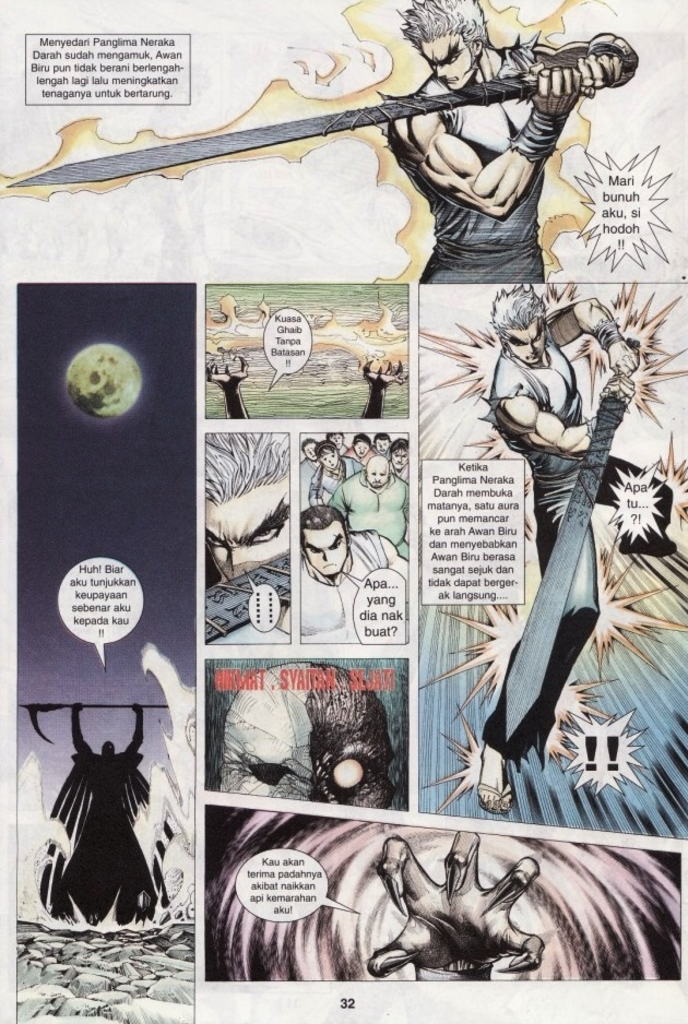 Menyedari Panglima Neraka
Darah sudah mengamuk, Awan
Biru pun tidak berani berlengah-
lengah lagi lalu meningkatkan
tenaganya untuk bertarung.
Mari
bunuh
aku, si
hodoh
!!
Huh! Biar
aku tunjukkan
keupayaan
sebenar aku
kepada kau
!!
Kuasa
Ghaib
Tanpa
Batasan
!!
Apa...
yang
dia nak
buat?
HIKMAT . SYAITAN SEJATI
Ketika
Panglima Neraka
Darah membuka
matanya, satu aura
pun memancar
ke arah Awan Biru
dan menyebabkan
Awan Biru berasa
sangat sejuk dan
tidak dapat berger-
ak langsung....
Apa
tu...
?!
!!
Kau akan
terima padahnya
akibat naikkan
api kemarahan
aku!
32